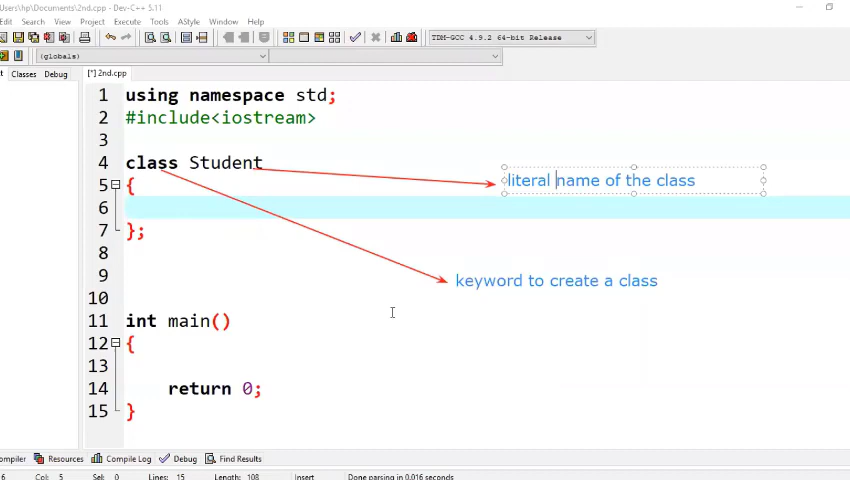 Users\hp\Documents\2nd.cpp - Dev-C++ 5.11
Edit Search View Project Execute Tools AStyle Window Help
TDM-GCC 4.9.2 64-bit Release
(globals)
Classes Debug [*] 2nd.cpp
1 using namespace std;
2 #include<iostream>
3
4 class Student
literal name of the class
5 {
6
7 };
8
9
keyword to create a class
10
11 int main()
12 {
13
14 return 0;
15 }
ompiler Resources Compile Log Debug Find Results
6 Col: 5 Sel: 0 Lines: 15 Length: 108 Insert Done parsing in 0.016 seconds